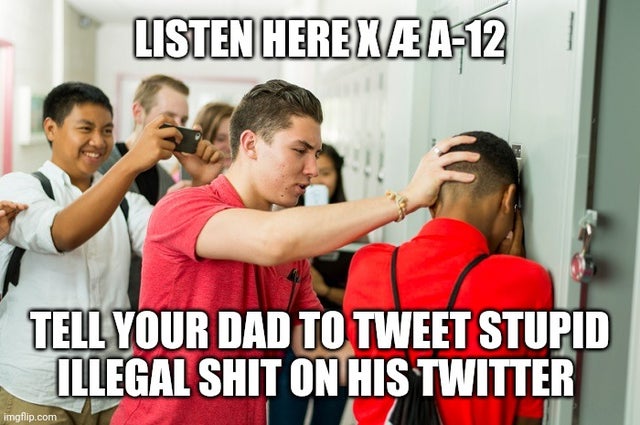 LISTEN HERE X Æ A-12
TELL YOUR DAD TO TWEET STUPID
ILLEGAL SHIT ON HIS TWITTER
imgflip.com